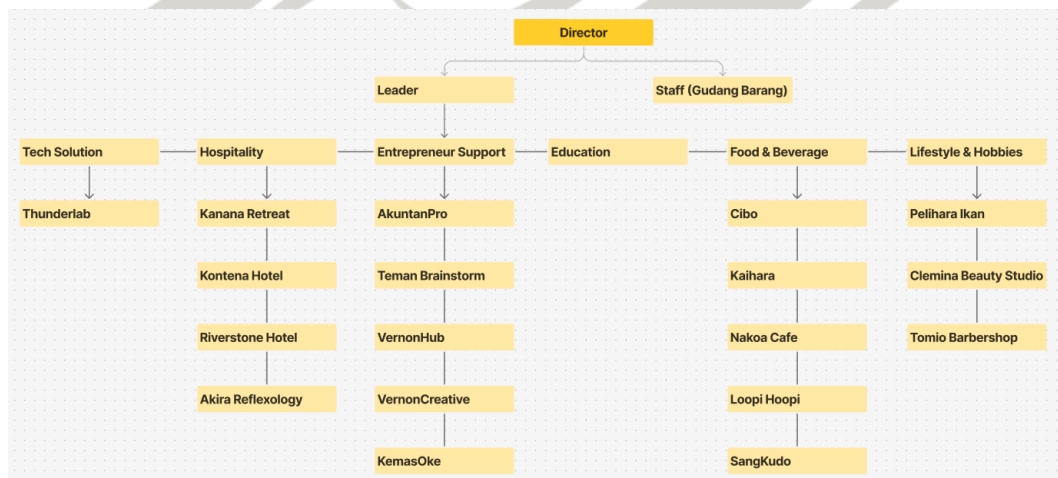 Director
Leader
Staff (Gudang Barang)
Tech Solution
Hospitality
Entrepreneur Support
Education
Food & Beverage
Lifestyle & Hobbies
Thunderlab
Kanana Retreat
AkuntanPro
Cibo
Pelihara Ikan
Kontena Hotel
Teman Brainstorm
Kaihara
Clemina Beauty Studio
Riverstone Hotel
VernonHub
Nakoa Cafe
Tomio Barbershop
Akira Reflexology
VernonCreative
Loopi Hoopi
KemasOke
SangKudo